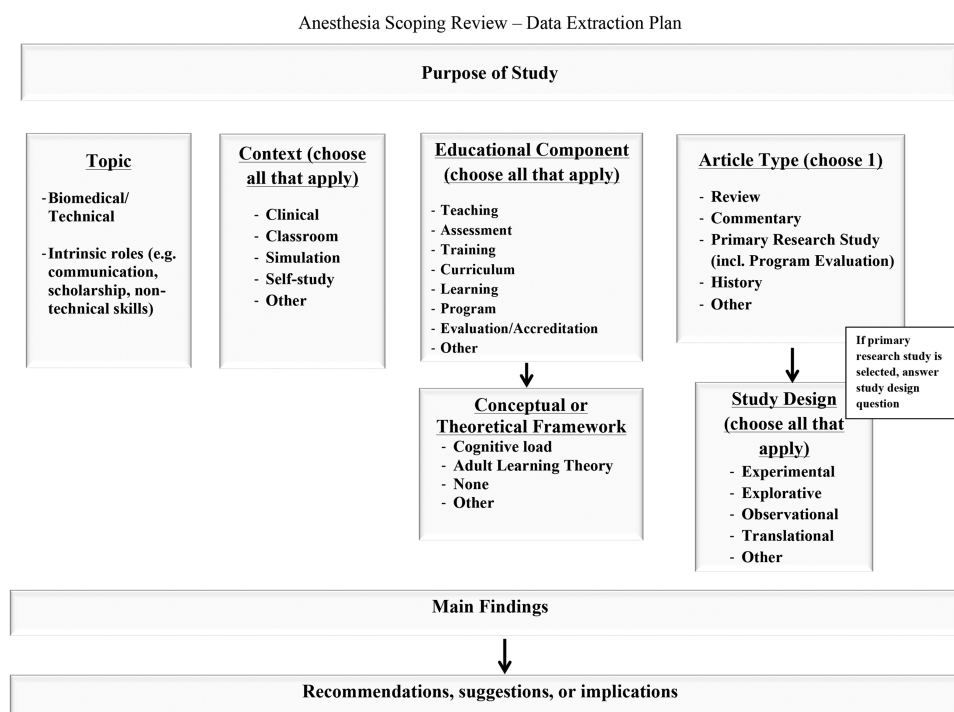 Anesthesia Scoping Review – Data Extraction Plan
Purpose of Study
Topic
- Biomedical/
Technical
- Intrinsic roles (e.g.
communication,
scholarship, non-
technical skills)
Context (choose
all that apply)
- Clinical
- Classroom
- Simulation
- Self-study
- Other
Educational Component
(choose all that apply)
- Teaching
- Assessment
- Training
- Curriculum
- Learning
- Program
- Evaluation/Accreditation
- Other
Article Type (choose 1)
- Review
- Commentary
- Primary Research Study
(incl. Program Evaluation)
- History
- Other
If primary
research study is
selected, answer
study design
question
Conceptual or
Theoretical Framework
- Cognitive load
- Adult Learning Theory
- None
- Other
Study Design
(choose all that
apply)
- Experimental
- Explorative
- Observational
- Translational
- Other
Main Findings
Recommendations, suggestions, or implications